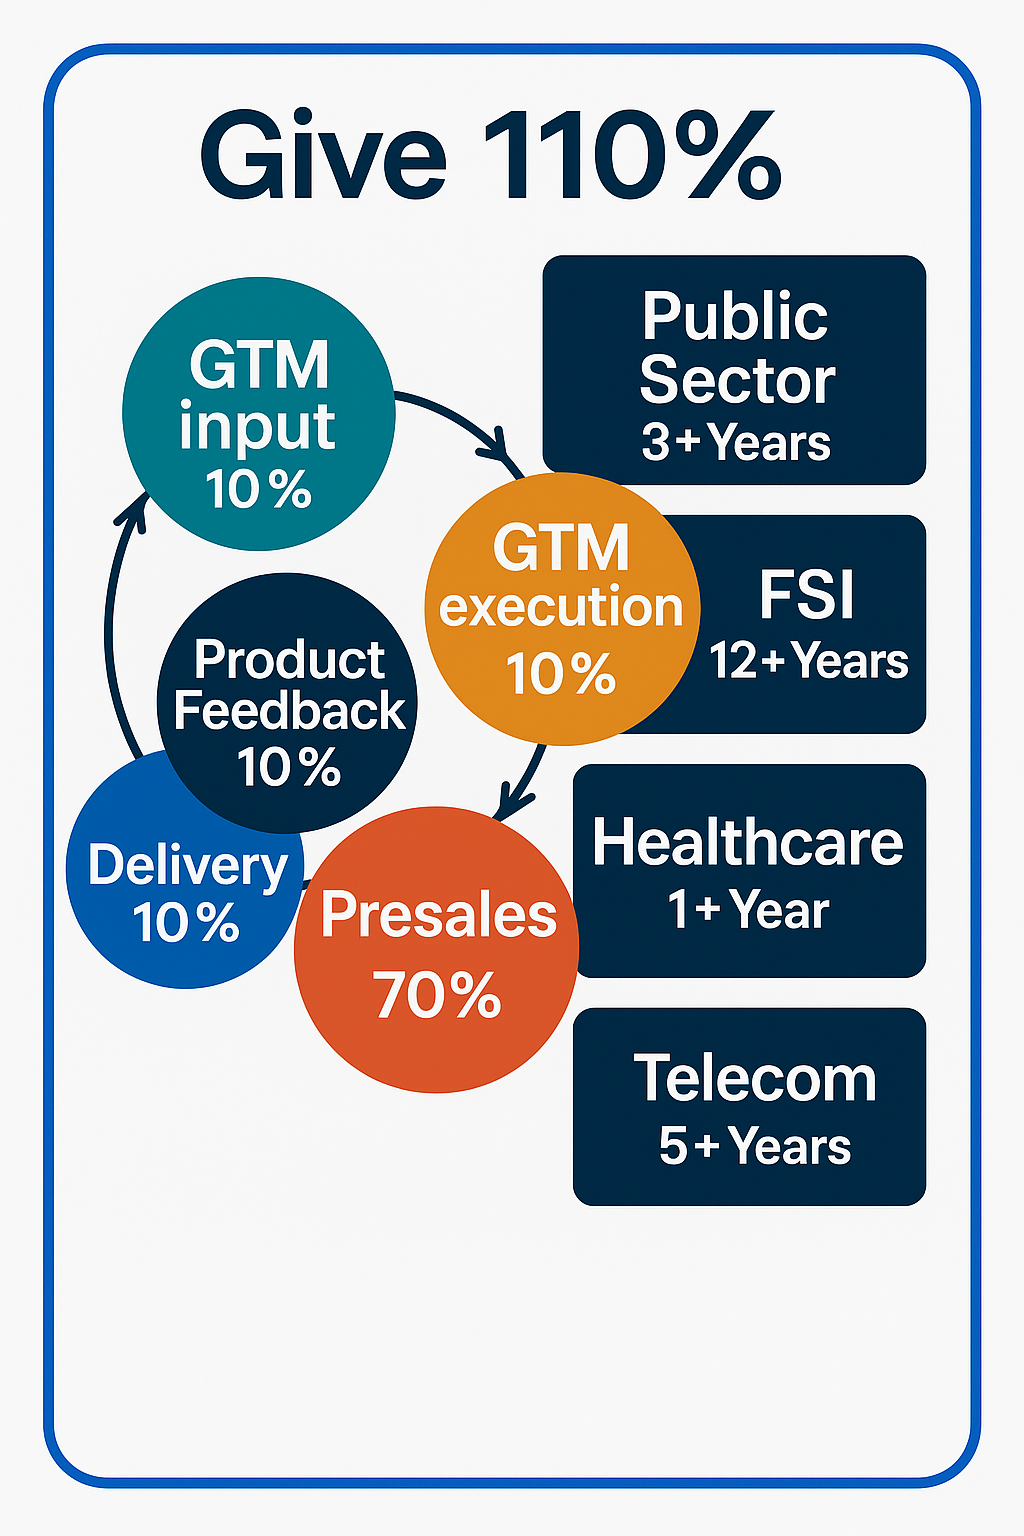 Give 110%
GTM
input
10%
GTM
execution
10%
Product
Feedback
10%
Delivery
10%
Presales
70%
Public
Sector
3+ Years
FSI
12+ Years
Healthcare
1+ Year
Telecom
5+ Years